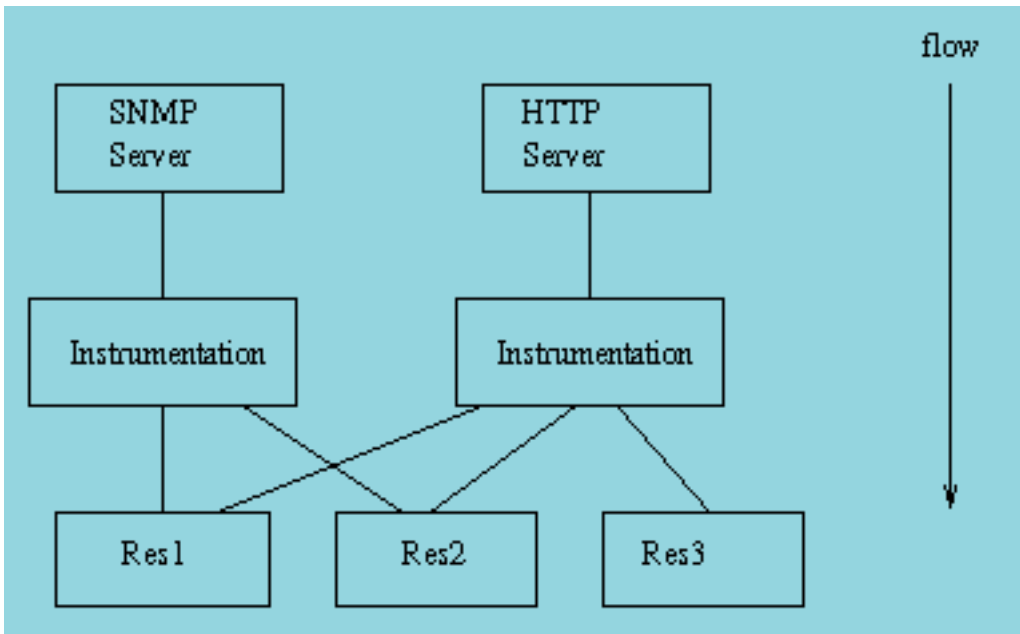 flow
SNMP
Server
HTTP
Server
Instrumentation
Instrumentation
Res1
Res2
Res3